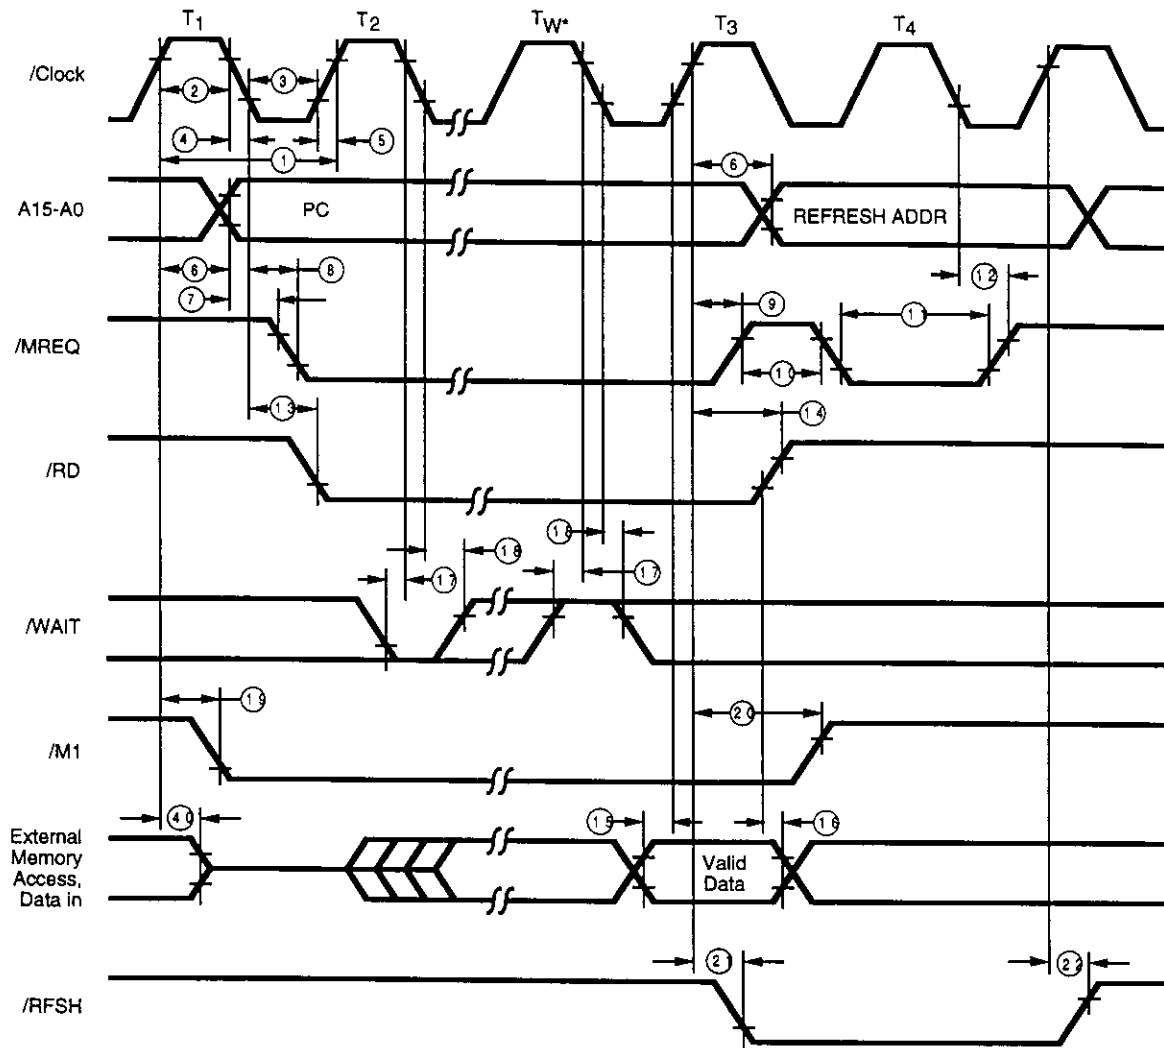 T1 T2 TW* T3 T4
/Clock
2 3
4 5
1
6
A15-A0 PC REFRESH ADDR
6 8 12
7 9 11
/MREQ
10
13 14
/RD
18
18 17 17
/WAIT
19 20
/M1
40 15 16
External
Memory
Access,
Data in
Valid
Data
21 22
/RFSH